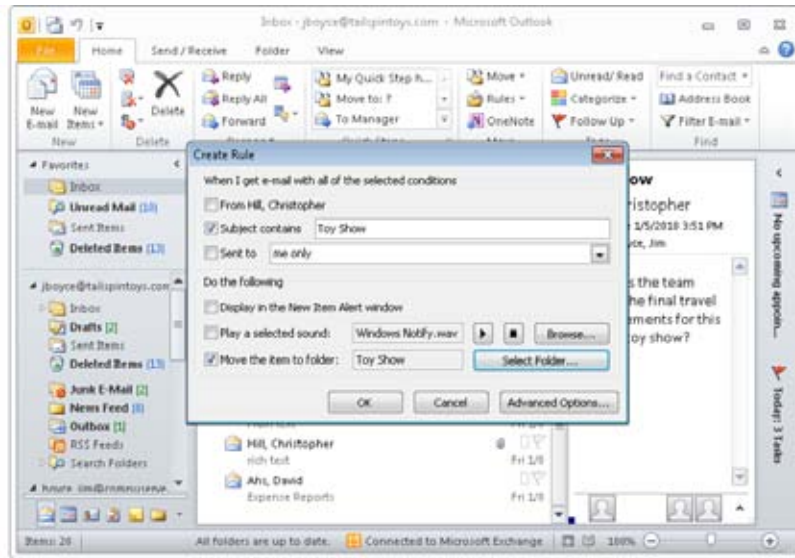 Inbox - jboyce@tailspintoys.com - Microsoft Outlook
File Home Send / Receive Folder View
New E-mail
New Items
Delete
Reply
Reply All
Forward
My Quick Step h...
Move to: ?
To Manager
Move
Rules
OneNote
Unread/ Read
Categorize
Follow Up
Find a Contact
Address Book
Filter E-mail
New Delete Find
Favorites
Inbox
Unread Mail
Sent Items
Deleted Items (13)
jboyce@tailspintoys.com
Inbox
Drafts [2]
Sent Items
Deleted Items (13)
Junk E-Mail [2]
News Feed
Outbox [1]
RSS Feeds
Search Folders
Create Rule
When I get e-mail with all of the selected conditions
From Hill, Christopher
Subject contains Toy Show
Sent to me only
Do the following
Display in the New Item Alert window
Play a selected sound: Windows Notify.wav Browse...
Move the item to folder: Toy Show Select Folder...
OK Cancel Advanced Options...
Hill, Christopher
rich text Fri 1/8
Ahs, David
Expense Reports Fri 1/8
ow
ristopher
1/5/2010 3:51 PM
ce, Jim
s the team
he final travel
ements for this
oy show?
No upcoming appoin...
Today: 3 Tasks
Items: 28 All folders are up to date. Connected to Microsoft Exchange 100%